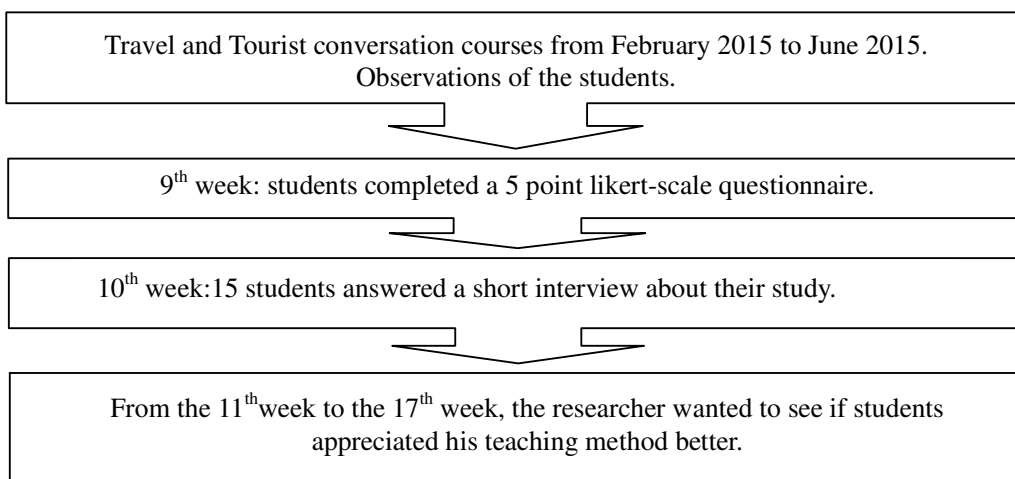 Travel and Tourist conversation courses from February 2015 to June 2015.
Observations of the students.
9th week: students completed a 5 point likert-scale questionnaire.
10th week:15 students answered a short interview about their study.
From the 11thweek to the 17th week, the researcher wanted to see if students
appreciated his teaching method better.